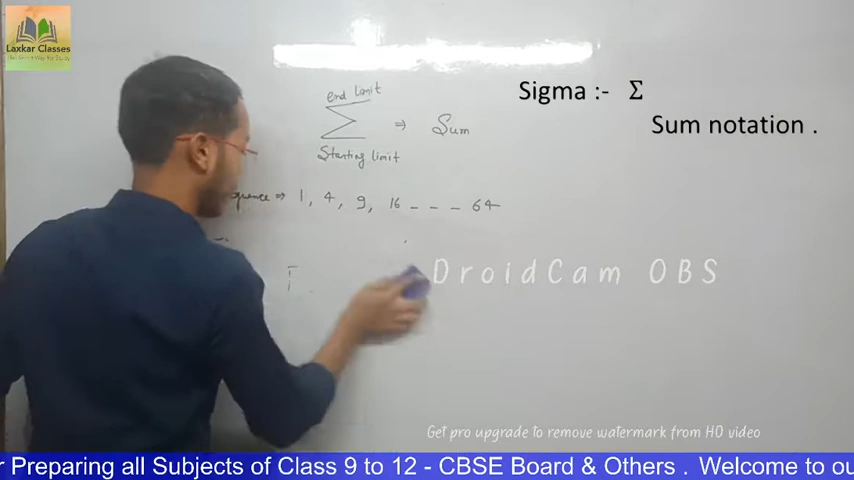 Laxkar Classes
Sigma :- Σ
Sum notation .
end limit
Σ ⇒ Sum
Starting limit
⇒ 1, 4, 9, 16 - - - 64
DroidCam OBS
Get pro upgrade to remove watermark from HD video
Preparing all Subjects of Class 9 to 12 - CBSE Board & Others . Welcome to